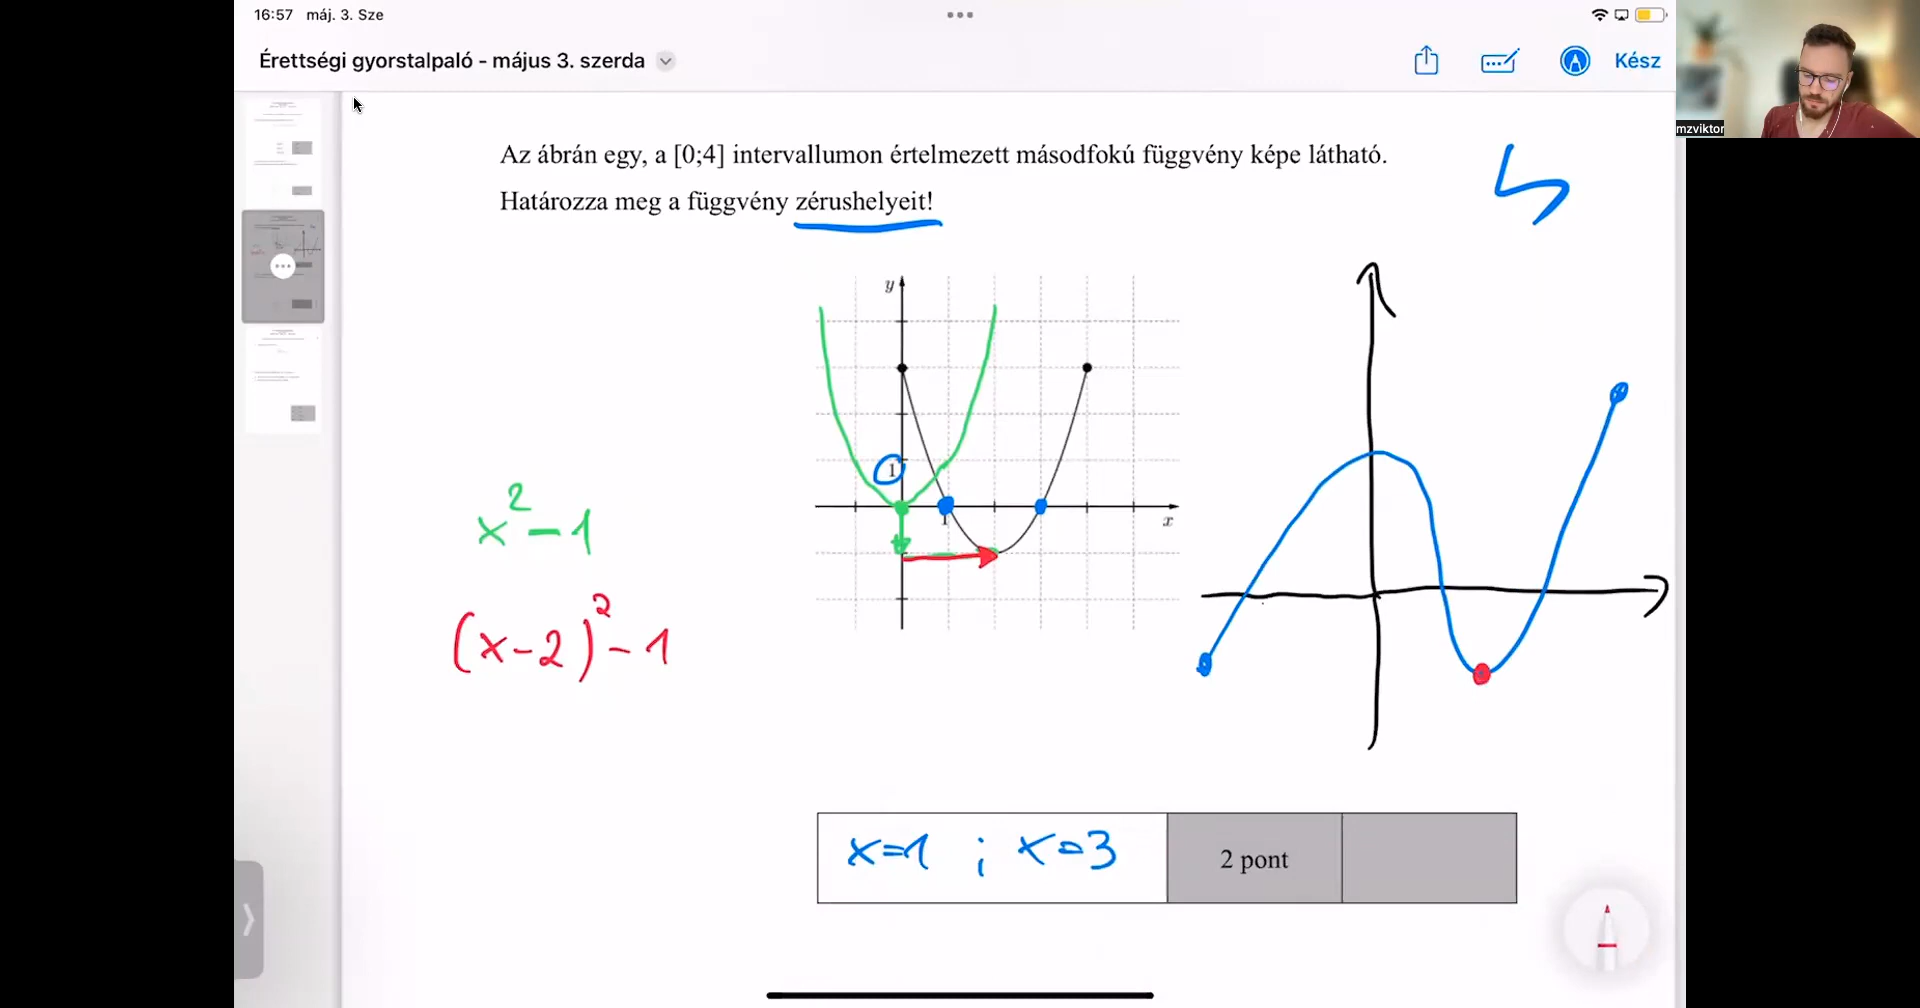 16:57 máj. 3. Sze
Érettségi gyorstalpaló - május 3. szerda
Kész
mzviktor
Az ábrán egy, a [0;4] intervallumon értelmezett másodfokú függvény képe látható.
Határozza meg a függvény zérushelyeit!
y
1
1
x
x² − 1
(x − 2)² − 1
x=1 ; x=3
2 pont